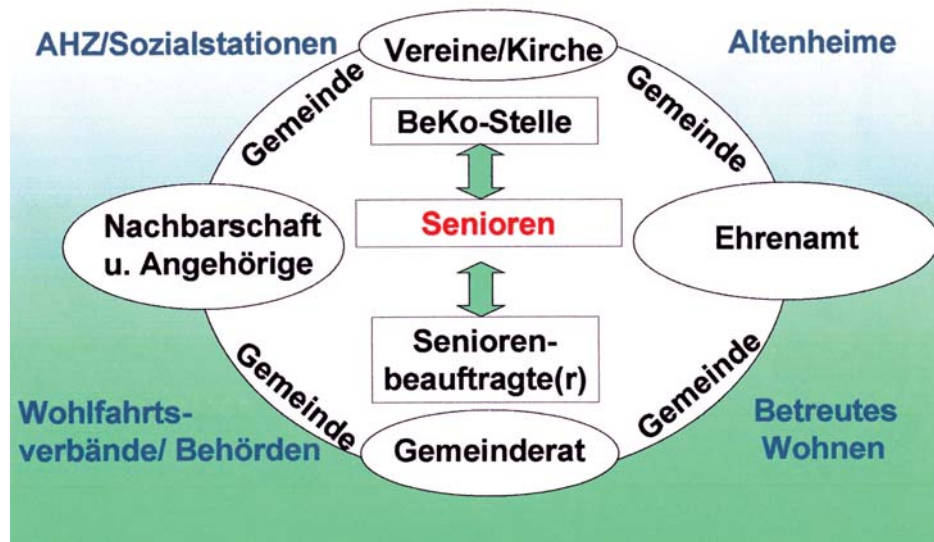 AHZ/Sozialstationen
Vereine/Kirche
Altenheime
Gemeinde
Gemeinde
BeKo-Stelle
Nachbarschaft
u. Angehörige
Senioren
Ehrenamt
Senioren-
beauftragte(r)
Gemeinde
Gemeinde
Wohlfahrts-
verbände/ Behörden
Gemeinderat
Betreutes
Wohnen